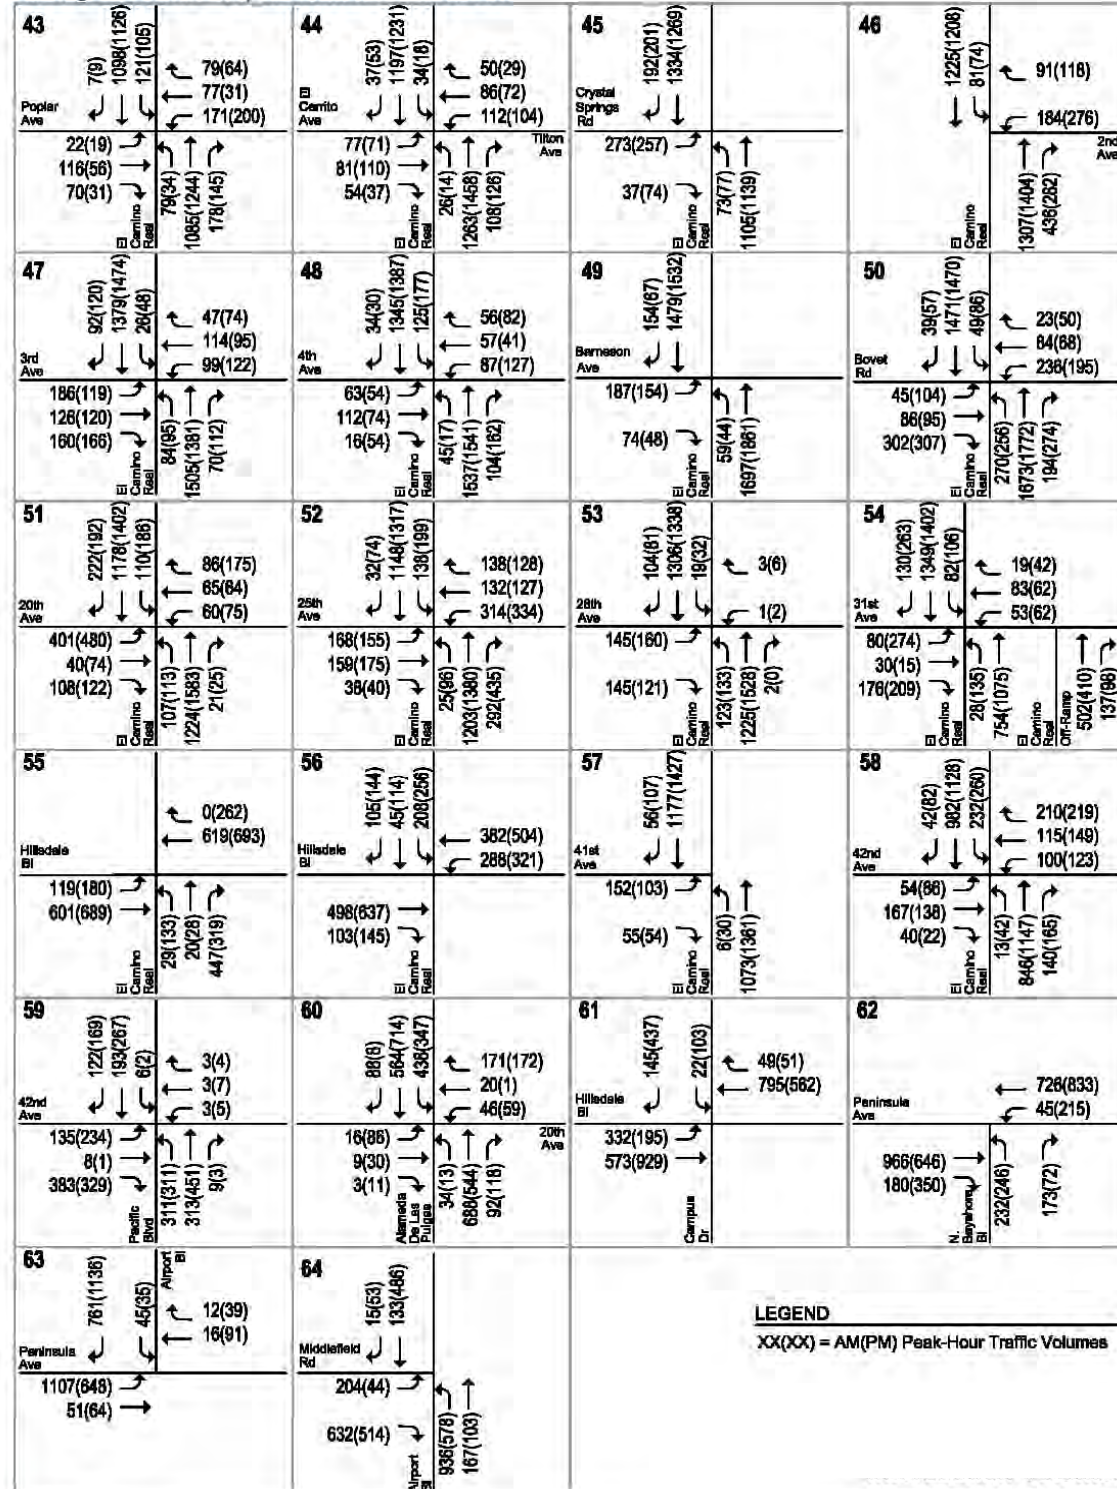 43
7(9)
1098(1126)
121(105)
79(64)
77(31)
171(200)
Poplar
Ave
22(19)
116(56)
70(31)
79(34)
1085(1244)
178(145)
El
Camino
Real
44
37(53)
1197(1231)
34(18)
50(29)
86(72)
112(104)
El
Cerrito
Ave
Tilton
Ave
77(71)
81(110)
54(37)
26(14)
1263(1458)
108(126)
El
Camino
Real
45
192(201)
1334(1269)
Crystal
Springs
Rd
273(257)
37(74)
73(77)
1105(1139)
El
Camino
Real
46
1225(1208)
81(74)
91(118)
184(276)
2nd
Ave
1307(1404)
436(282)
El
Camino
Real
47
92(120)
1379(1474)
26(48)
47(74)
114(95)
99(122)
3rd
Ave
186(119)
126(120)
160(166)
84(95)
1505(1381)
70(112)
El
Camino
Real
48
34(30)
1345(1387)
125(177)
56(82)
57(41)
87(127)
4th
Ave
63(54)
112(74)
16(54)
45(17)
1537(1541)
104(162)
El
Camino
Real
49
154(67)
1479(1532)
Barneson
Ave
187(154)
74(48)
59(44)
1697(1861)
El
Camino
Real
50
39(57)
1471(1470)
49(86)
23(50)
84(88)
236(195)
Bovet
Rd
45(104)
86(95)
302(307)
270(256)
1673(1772)
194(274)
El
Camino
Real
51
222(192)
1178(1402)
110(188)
86(175)
65(84)
60(75)
20th
Ave
401(480)
40(74)
108(122)
107(113)
1224(1583)
21(25)
El
Camino
Real
52
32(74)
1148(1317)
138(199)
138(128)
132(127)
314(334)
25th
Ave
168(155)
159(175)
38(40)
25(96)
1203(1380)
292(435)
El
Camino
Real
53
104(81)
1306(1338)
19(32)
3(6)
1(2)
28th
Ave
145(160)
145(121)
123(133)
1225(1528)
2(0)
El
Camino
Real
54
130(263)
1349(1402)
82(106)
19(42)
83(62)
53(62)
31st
Ave
80(274)
30(15)
176(209)
28(135)
754(1075)
502(410)
137(98)
El
Camino
Real
El
Camino
Real
Off-Ramp
55
0(262)
619(693)
Hillsdale
Bl
119(180)
601(689)
29(133)
20(28)
447(319)
El
Camino
Real
56
105(144)
45(114)
208(256)
382(504)
286(321)
Hillsdale
Bl
498(637)
103(145)
El
Camino
Real
57
56(107)
1177(1427)
41st
Ave
152(103)
55(54)
6(30)
1073(1361)
El
Camino
Real
58
42(82)
982(1128)
232(260)
210(219)
115(149)
100(123)
42nd
Ave
54(66)
167(138)
40(22)
13(42)
846(1147)
140(165)
El
Camino
Real
59
122(169)
193(267)
6(2)
3(4)
3(7)
3(5)
42nd
Ave
135(234)
8(1)
383(329)
311(311)
313(451)
9(3)
Pacific
Blvd
60
88(6)
564(714)
436(347)
171(172)
20(1)
46(59)
20th
Ave
16(86)
9(30)
3(11)
34(13)
688(544)
92(118)
Alameda
De Las
Pulgas
61
145(437)
22(103)
49(51)
795(562)
Hillsdale
Bl
332(195)
573(929)
Campus
Dr
62
726(833)
45(215)
Peninsula
Ave
966(646)
180(350)
232(246)
173(72)
N.
Bayshore
Bl
63
761(1136)
45(35)
Airport
Bl
12(39)
16(91)
Peninsula
Ave
1107(648)
51(64)
64
15(53)
133(486)
Middlefield
Rd
204(44)
632(514)
936(578)
167(103)
Airport
Bl
LEGEND
XX(XX) = AM(PM) Peak-Hour Traffic Volumes